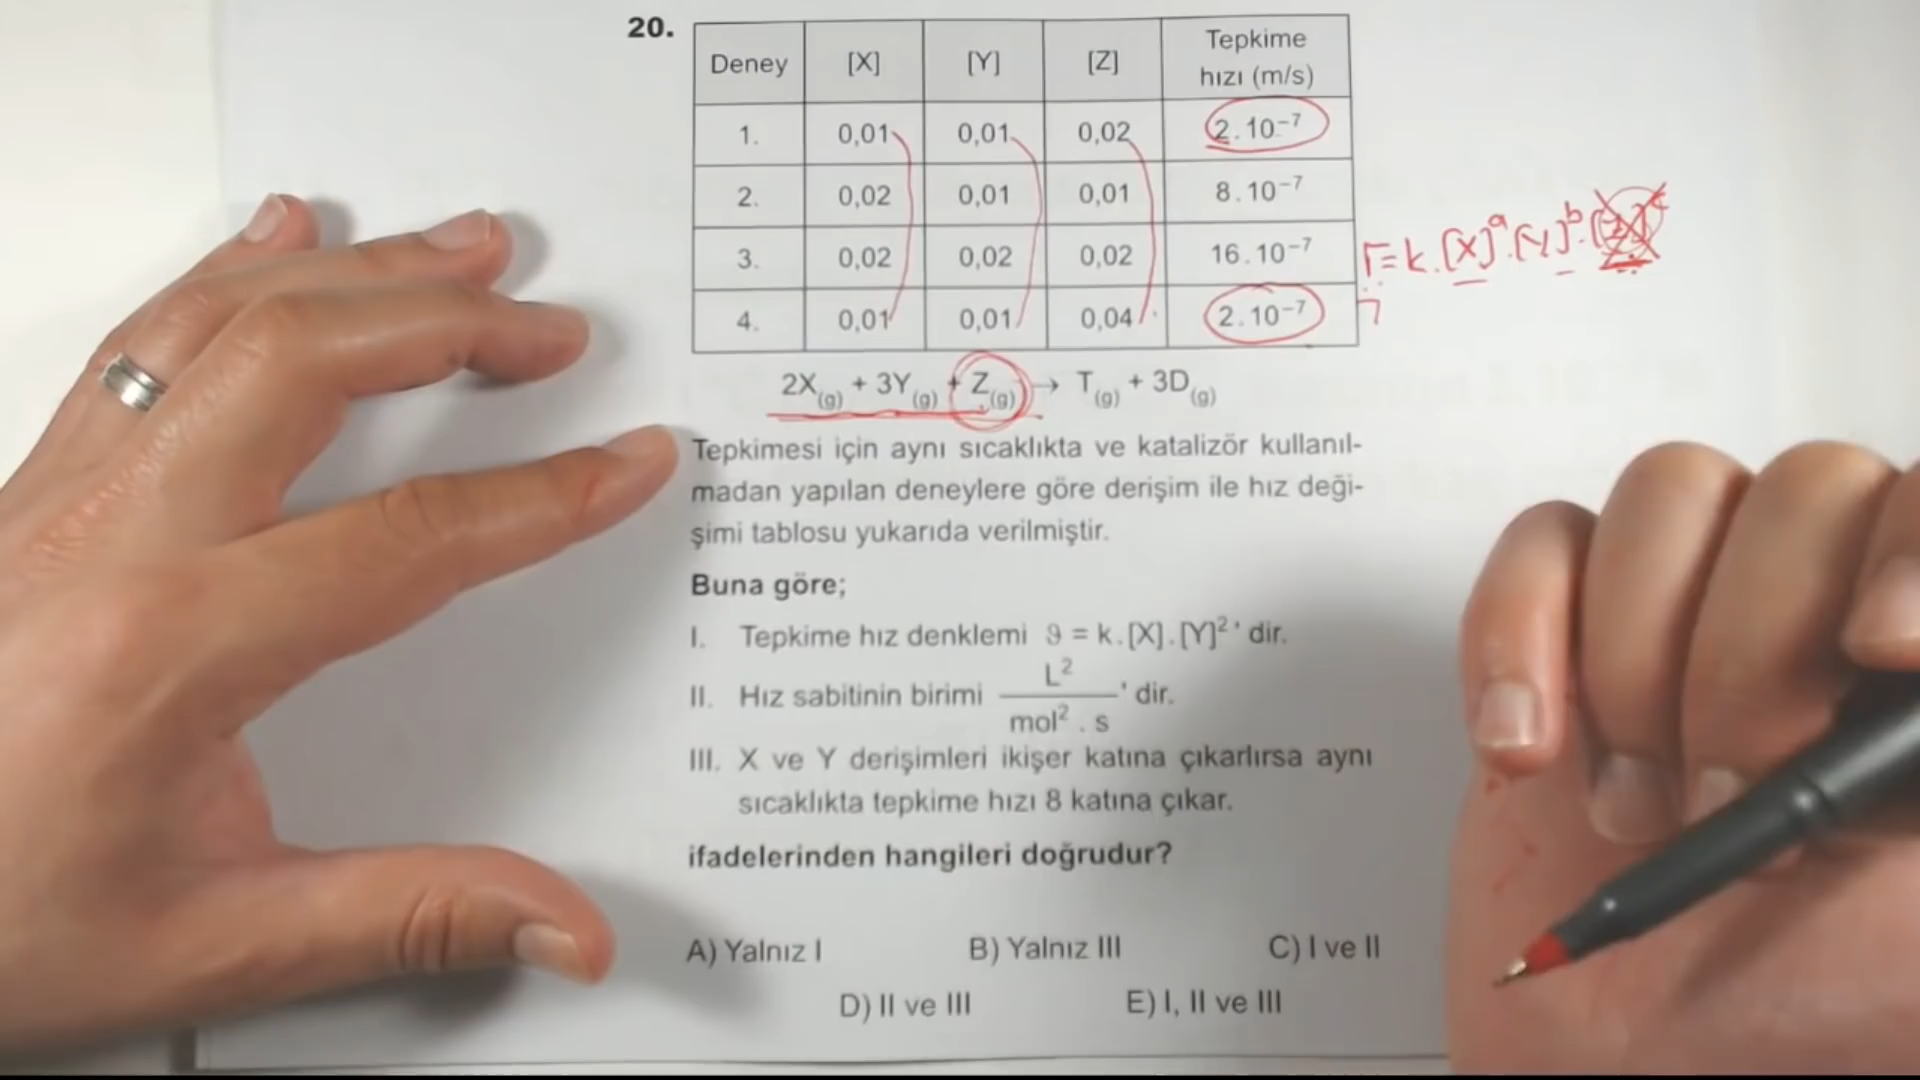 20.
Deney [X] [Y] [Z] Tepkime hızı (m/s)
1. 0,01 0,01 0,02 2.10⁻⁷
2. 0,02 0,01 0,01 8.10⁻⁷
3. 0,02 0,02 0,02 16.10⁻⁷
4. 0,01 0,01 0,04 2.10⁻⁷
r = k.[X]ᵃ.[Y]ᵇ.[Z]ᶜ
2X(g) + 3Y(g) + Z(g) → T(g) + 3D(g)
Tepkimesi için aynı sıcaklıkta ve katalizör kullanıl-
madan yapılan deneylere göre derişim ile hız deği-
şimi tablosu yukarıda verilmiştir.
Buna göre;
I. Tepkime hız denklemi ϑ = k.[X].[Y]²' dir.
II. Hız sabitinin birimi L² / mol² . s ' dir.
III. X ve Y derişimleri ikişer katına çıkarlırsa aynı
sıcaklıkta tepkime hızı 8 katına çıkar.
ifadelerinden hangileri doğrudur?
A) Yalnız I B) Yalnız III C) I ve II
D) II ve III E) I, II ve III